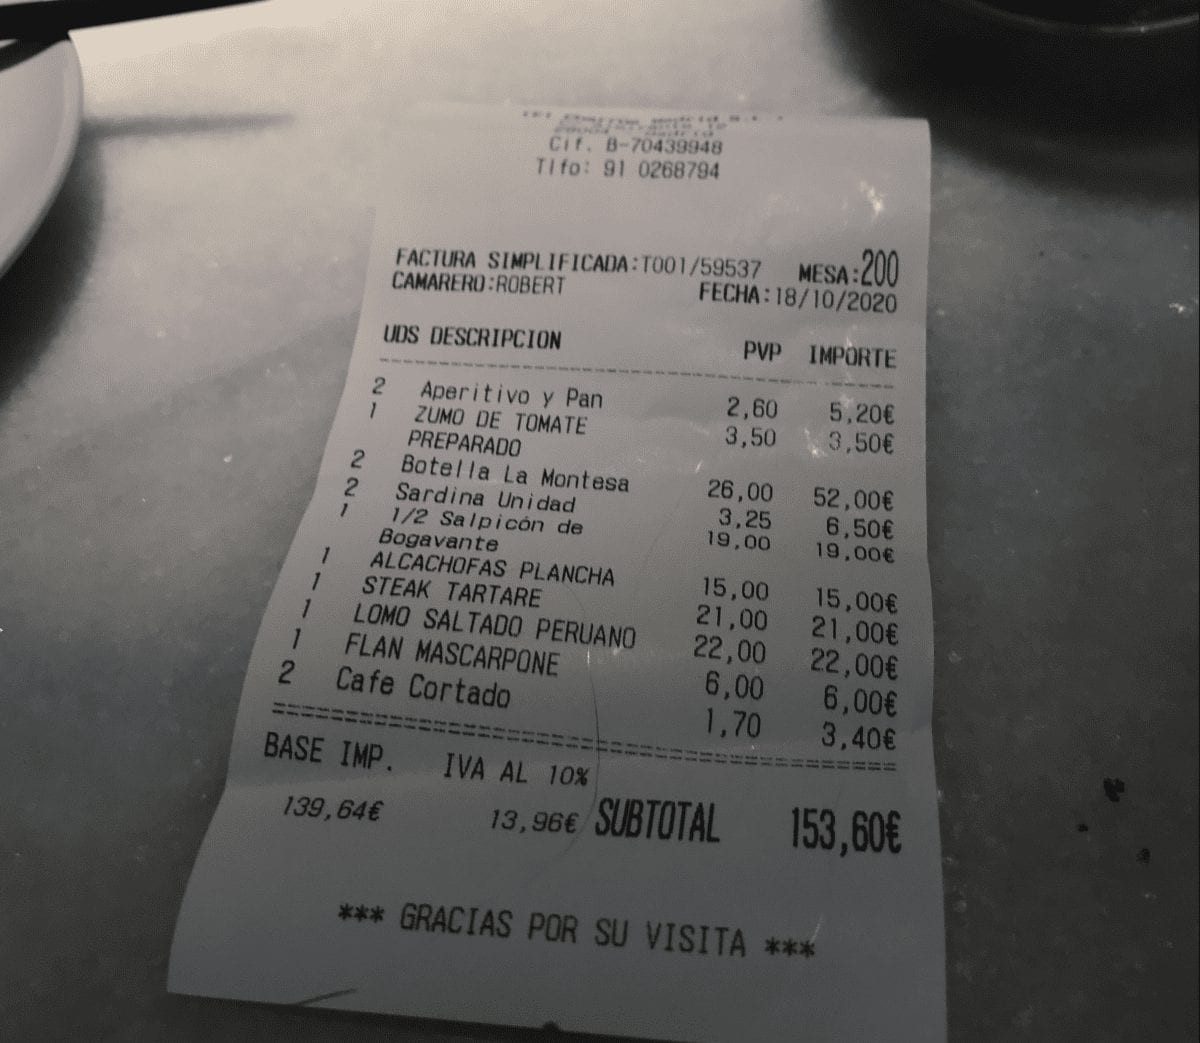 Madrid S.L.
Cif. B-70439948
Tlfo: 91 0268794
FACTURA SIMPLIFICADA:T001/59537 MESA:200
CAMARERO:ROBERT FECHA:18/10/2020
UDS DESCRIPCION PVP IMPORTE
2 Aperitivo y Pan 2,60 5,20€
1 ZUMO DE TOMATE 3,50 3,50€
PREPARADO
2 Botella La Montesa 26,00 52,00€
2 Sardina Unidad 3,25 6,50€
1 1/2 Salpicón de 19,00 19,00€
Bogavante
1 ALCACHOFAS PLANCHA 15,00 15,00€
1 STEAK TARTARE 21,00 21,00€
1 LOMO SALTADO PERUANO 22,00 22,00€
1 FLAN MASCARPONE 6,00 6,00€
2 Cafe Cortado 1,70 3,40€
BASE IMP. IVA AL 10%
139,64€ 13,96€ SUBTOTAL 153,60€
*** GRACIAS POR SU VISITA ***